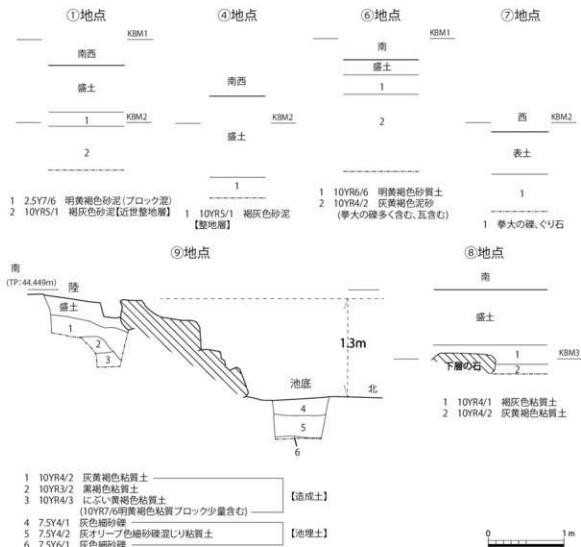 ①地点
④地点
⑥地点
⑦地点
KBM1
KBM1
南西
南
盛土
盛土
1
南西
1
KBM2
KBM2
西
KBM2
盛土
2
2
表土
1
1
1 2.5Y7/6 明黄褐色砂泥(ブロック混)
2 10YR5/1 褐灰色砂泥【近世整地層】
1 10YR5/1 褐灰色砂泥
【整地層】
1 10YR6/6 明黄褐色砂質土
2 10YR4/2 灰黄褐色泥砂
(拳大の礫多く含む、瓦含む)
1 拳大の礫、ぐり石
⑨地点
⑧地点
南
(TP:44.449m)
陸
南
盛土
1
2
3
1.3m
盛土
池底
北
1
KBM3
下層の石
2
4
5
6
1 10YR4/1 褐灰色粘質土
2 10YR4/2 灰黄褐色粘質土
1 10YR4/2 灰黄褐色粘質土
2 10YR3/2 黒褐色粘質土
3 10YR4/3 にぶい黄褐色粘質土
(10YR7/6明黄褐色粘質ブロック少量含む)
【造成土】
4 7.5Y4/1 灰色細砂礫
5 7.5Y4/2 灰オリーブ色細砂礫混じり粘質土
6 7.5Y6/1 灰色細砂礫
【池埋土】
0 1m